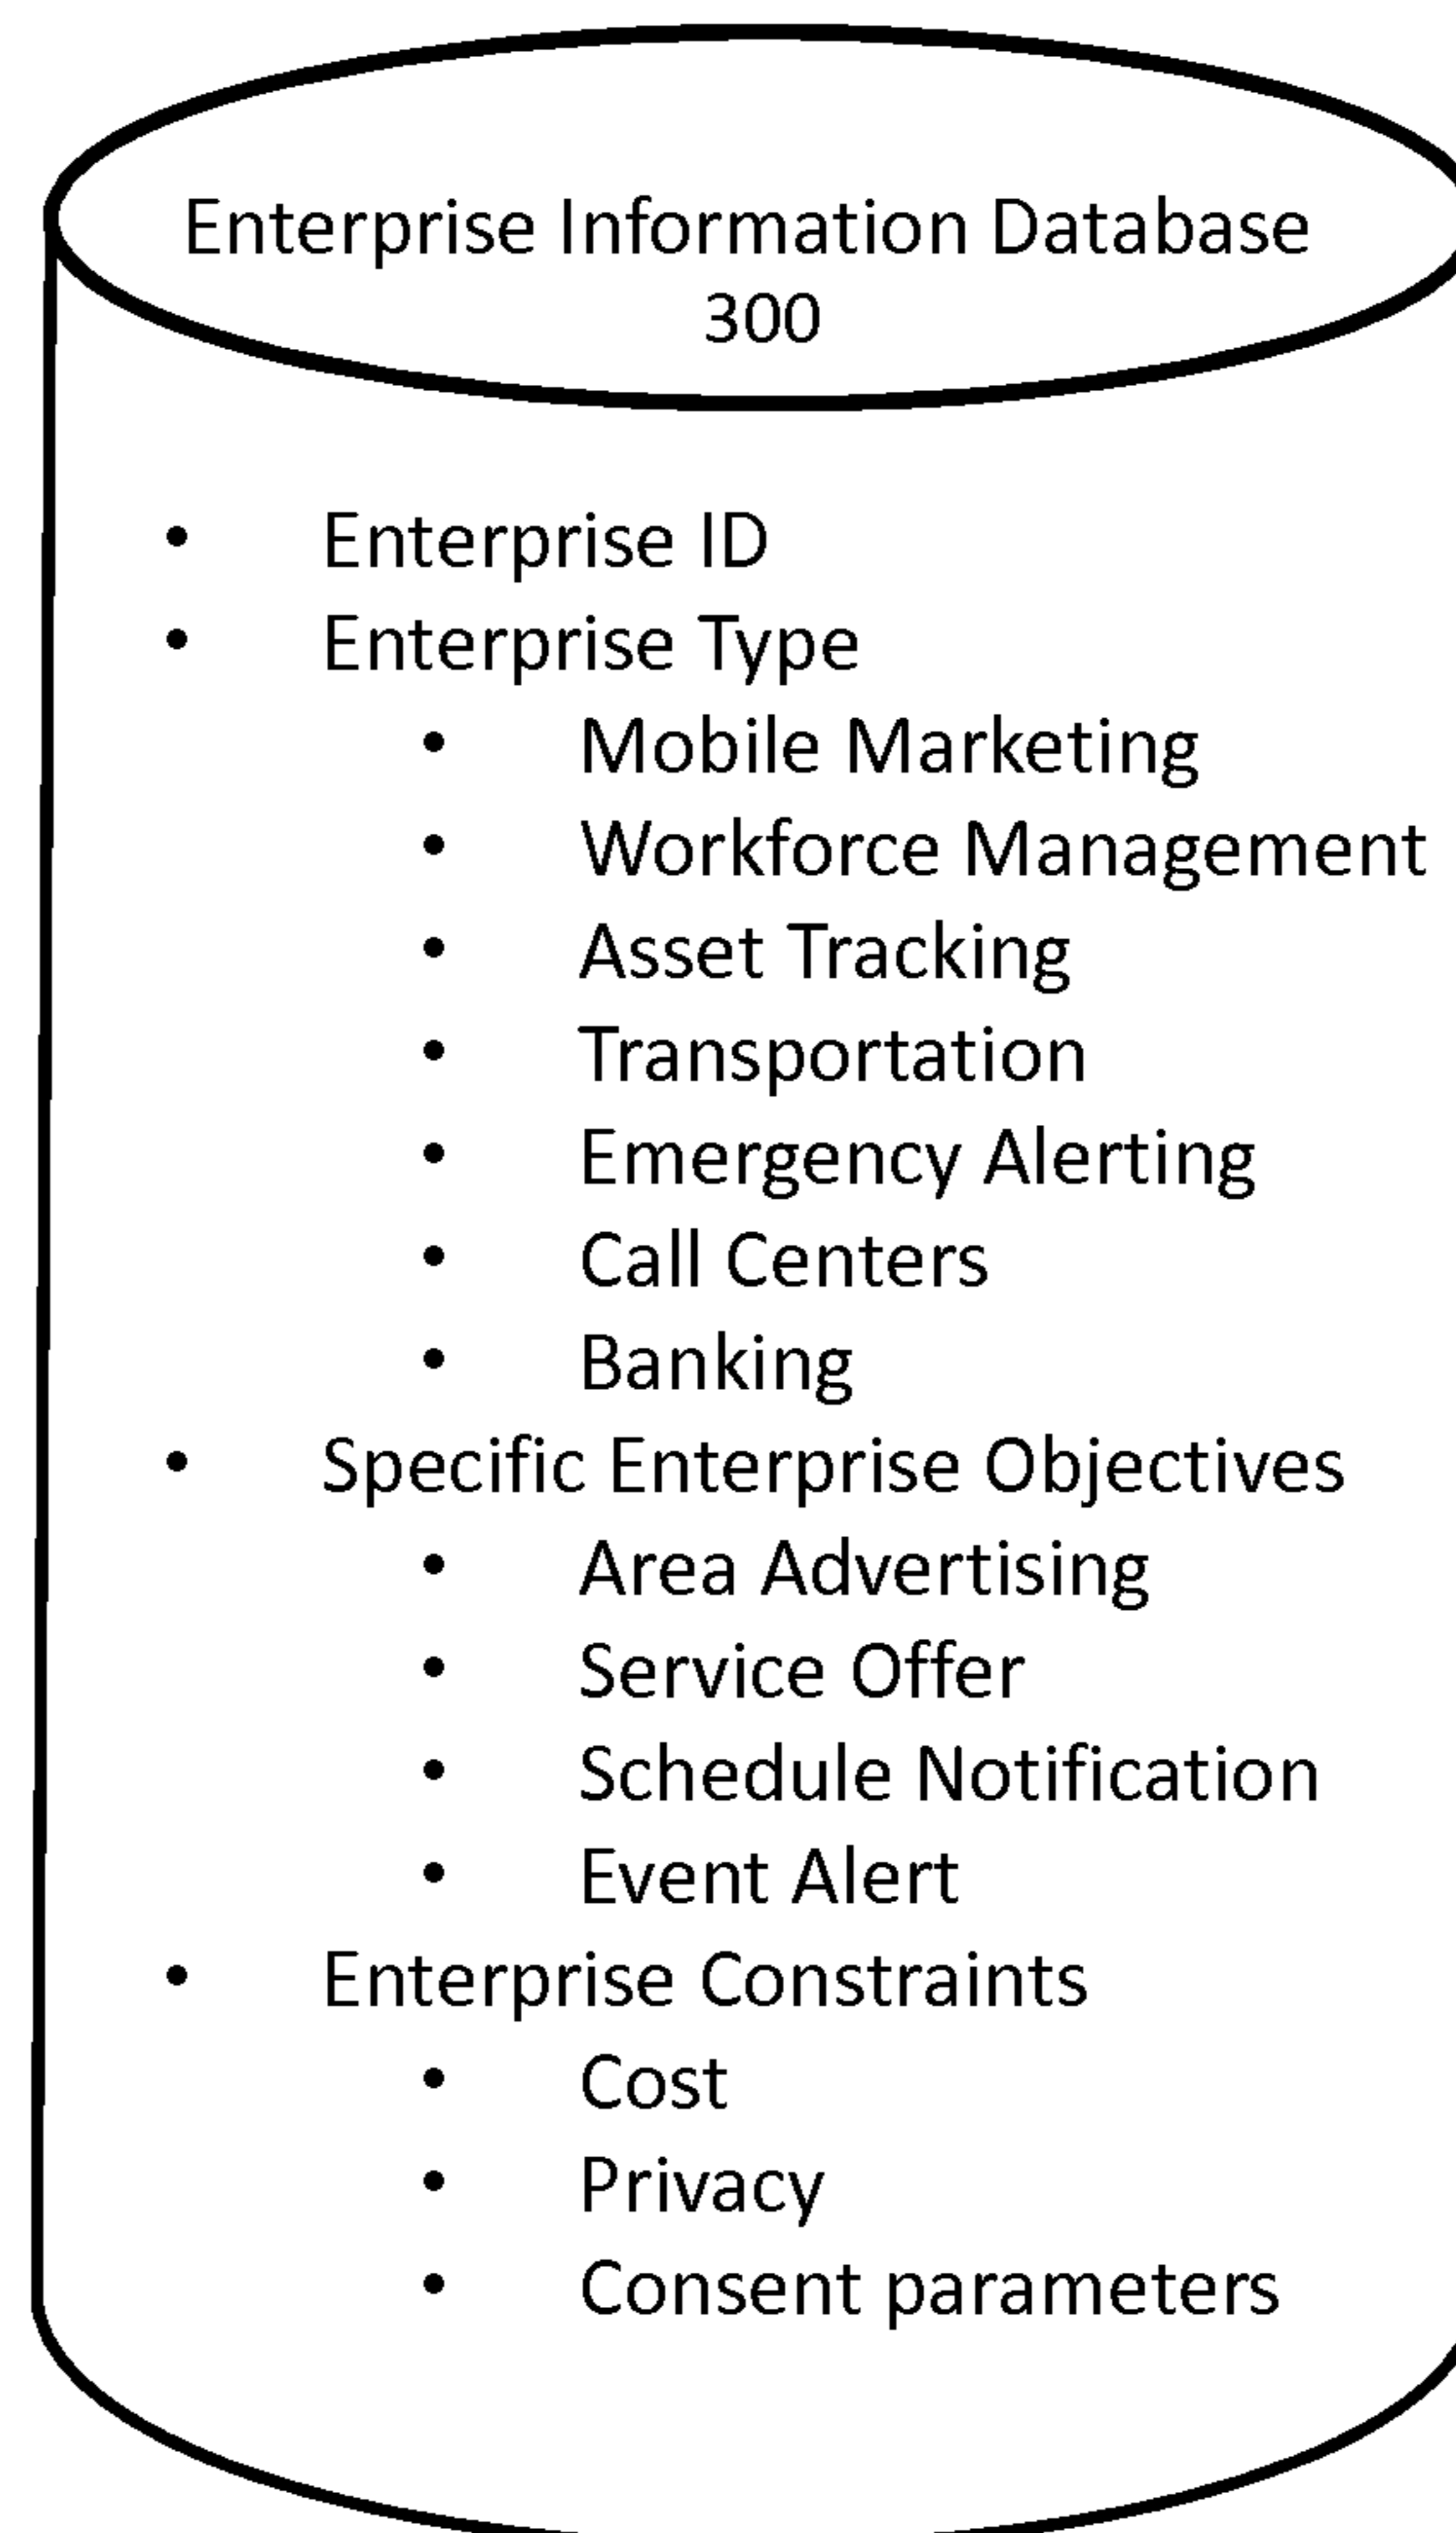 Enterprise Information Database
300
• Enterprise ID
• Enterprise Type
• Mobile Marketing
• Workforce Management
• Asset Tracking
• Transportation
• Emergency Alerting
• Call Centers
• Banking
• Specific Enterprise Objectives
• Area Advertising
• Service Offer
• Schedule Notification
• Event Alert
• Enterprise Constraints
• Cost
• Privacy
• Consent parameters